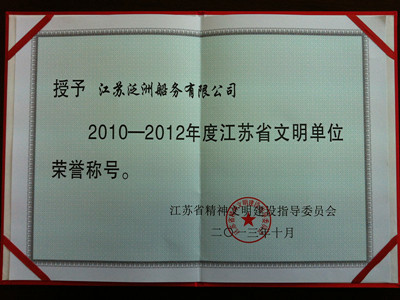 授予 江苏泛洲船务有限公司
2010—2012年度江苏省文明单位
荣誉称号。
江苏省精神文明建设指导委员会
二〇一三年十月